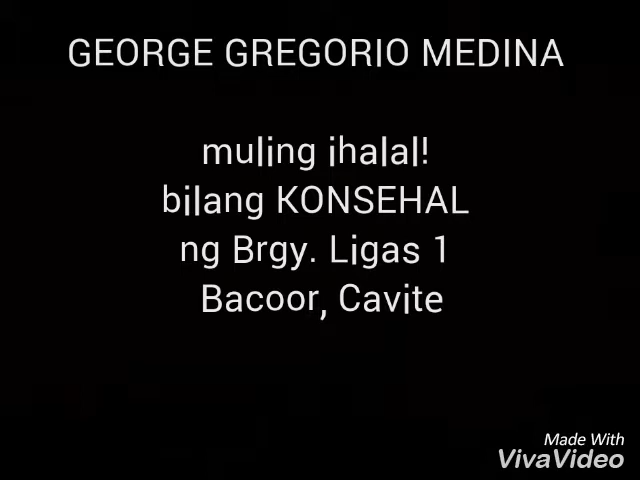 GEORGE GREGORIO MEDINA
muling ihalal!
bilang KONSEHAL
ng Brgy. Ligas 1
Bacoor, Cavite
Made With
VivaVideo